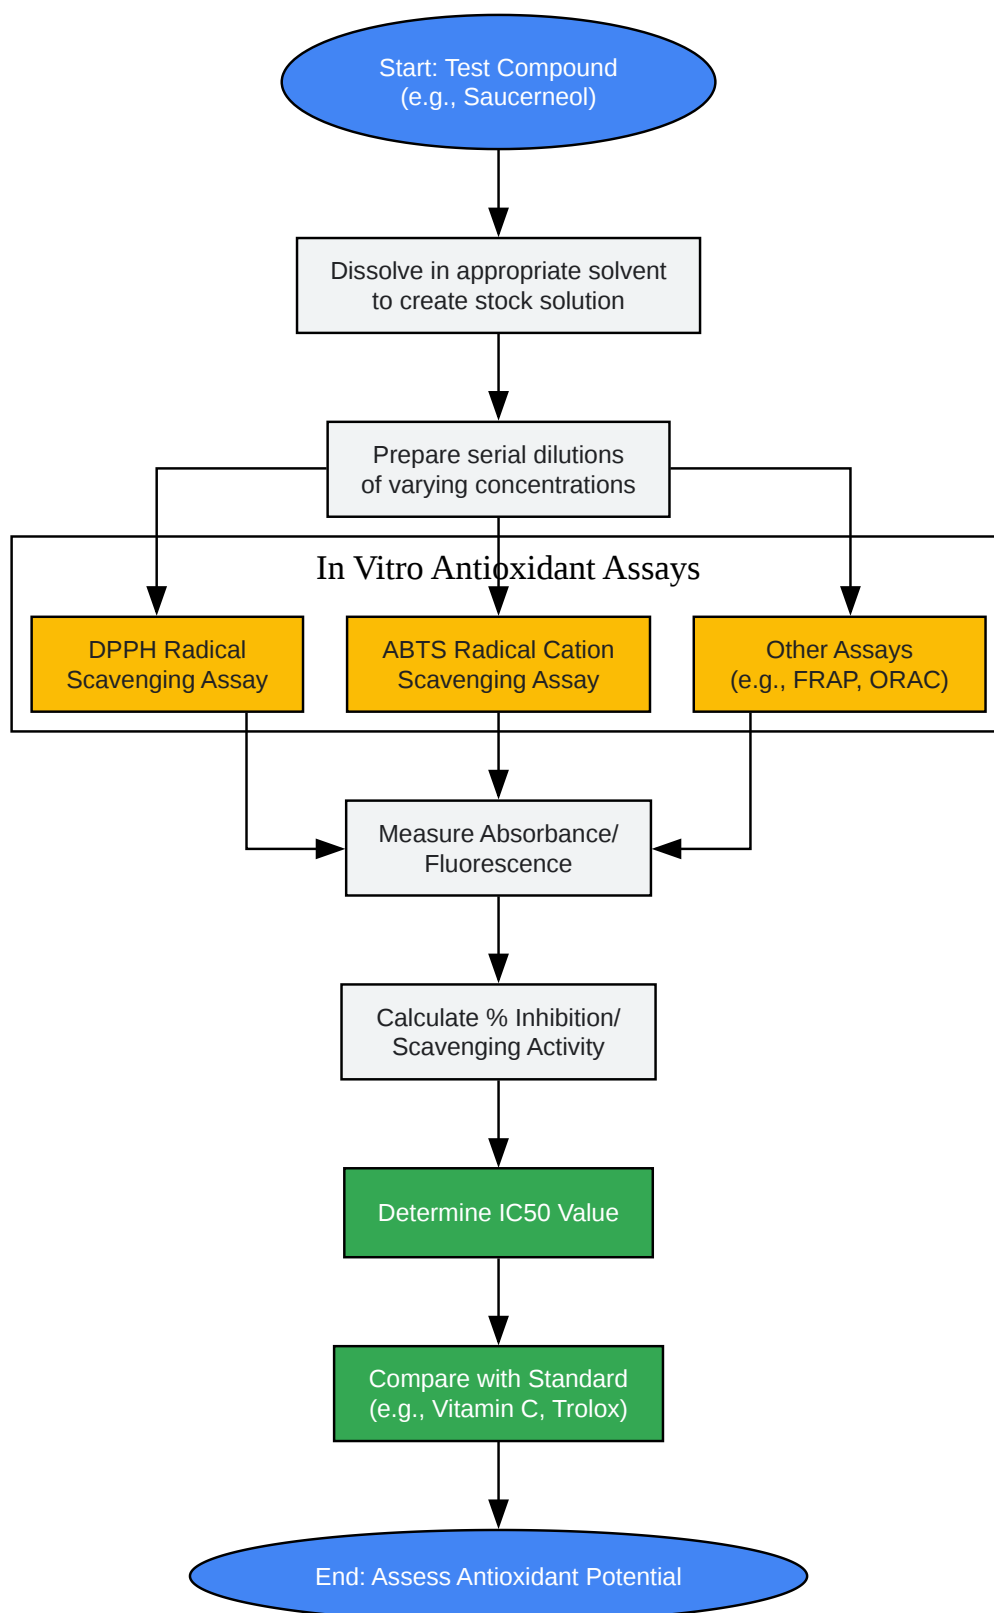 Start: Test Compound
(e.g., Saucerneol)
Dissolve in appropriate solvent
to create stock solution
Prepare serial dilutions
of varying concentrations
In Vitro Antioxidant Assays
DPPH Radical
Scavenging Assay
ABTS Radical Cation
Scavenging Assay
Other Assays
(e.g., FRAP, ORAC)
Measure Absorbance/
Fluorescence
Calculate % Inhibition/
Scavenging Activity
Determine IC50 Value
Compare with Standard
(e.g., Vitamin C, Trolox)
End: Assess Antioxidant Potential